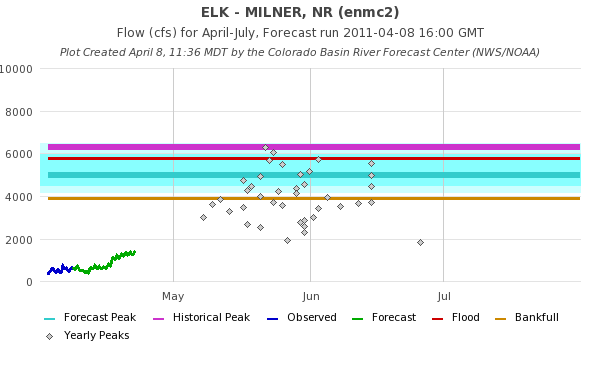 ELK - MILNER, NR (enmc2)
Flow (cfs) for April-July, Forecast run 2011-04-08 16:00 GMT
Plot Created April 8, 11:36 MDT by the Colorado Basin River Forecast Center (NWS/NOAA)
10000
8000
6000
4000
2000
0
May Jun Jul
Forecast Peak Historical Peak Observed Forecast Flood Bankfull
Yearly Peaks